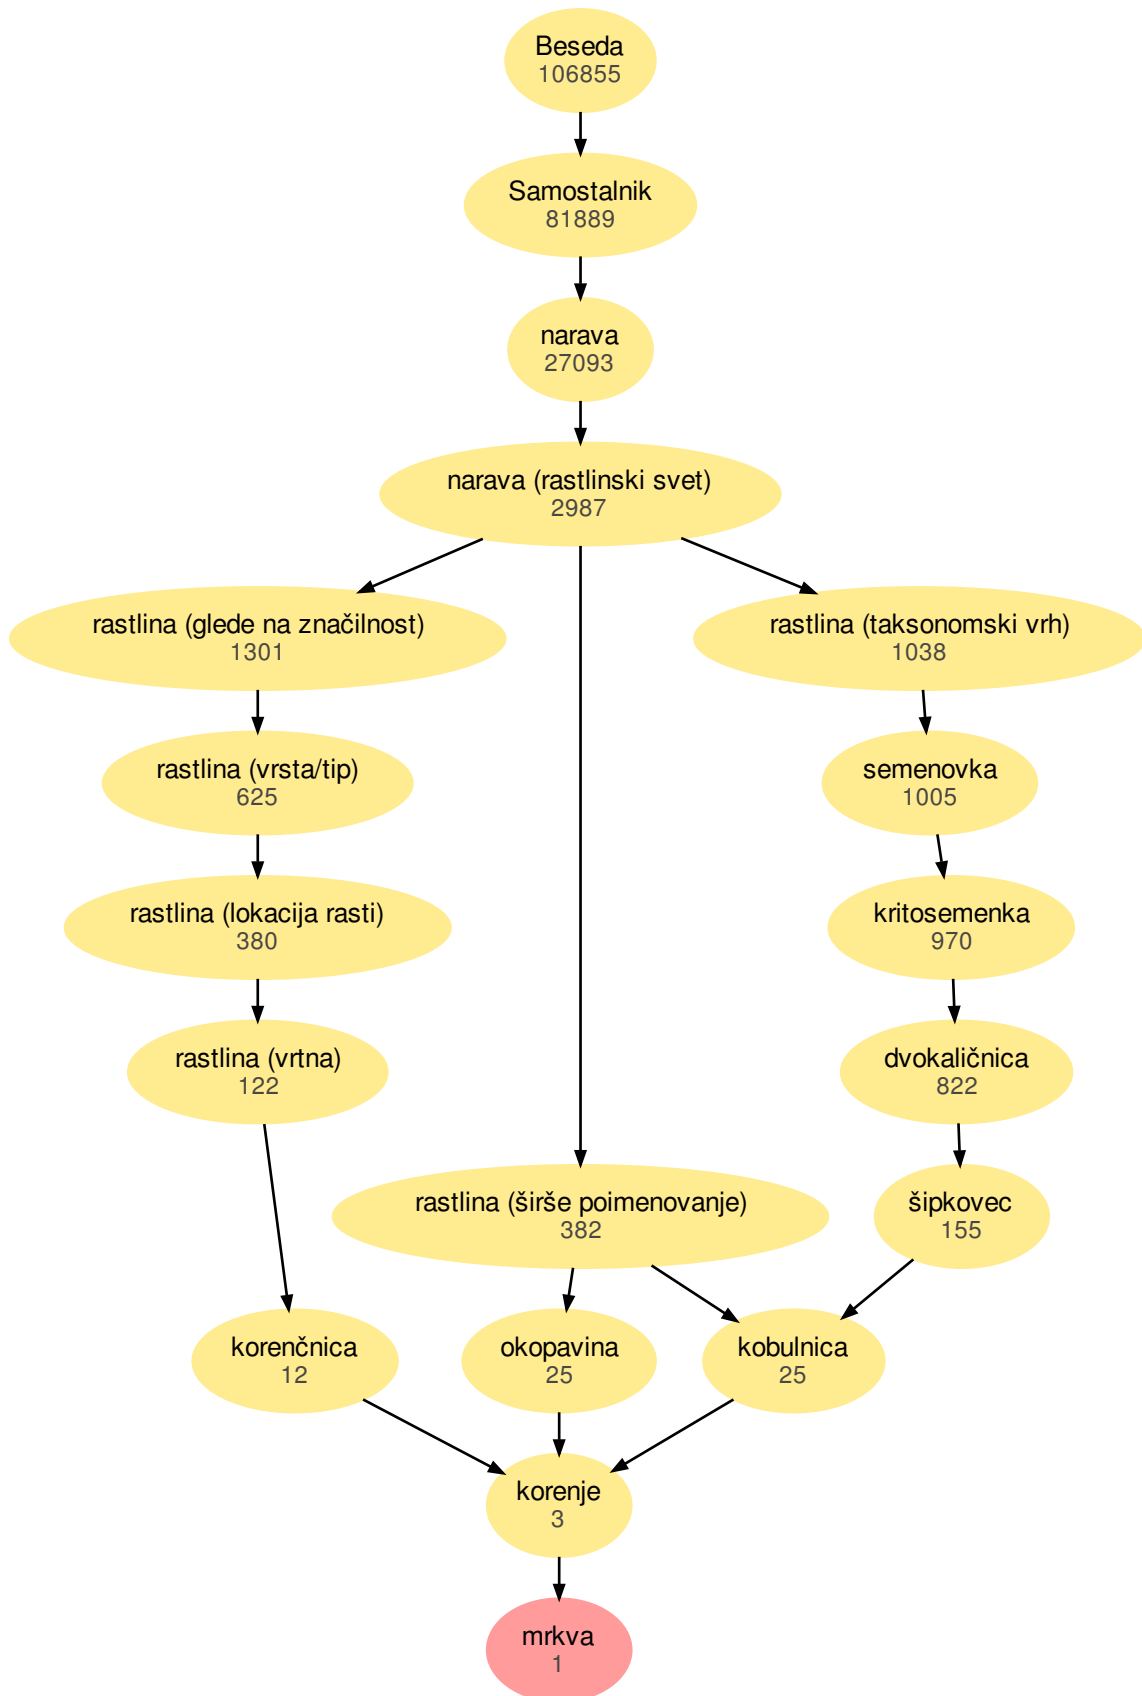 Beseda
106855
Samostalnik
81889
narava
27093
narava (rastlinski svet)
2987
rastlina (glede na značilnost)
1301
rastlina (taksonomski vrh)
1038
rastlina (vrsta/tip)
625
semenovka
1005
rastlina (lokacija rasti)
380
kritosemenka
970
rastlina (vrtna)
122
dvokaličnica
822
rastlina (širše poimenovanje)
382
šipkovec
155
korenčnica
12
okopavina
25
kobulnica
25
korenje
3
mrkva
1